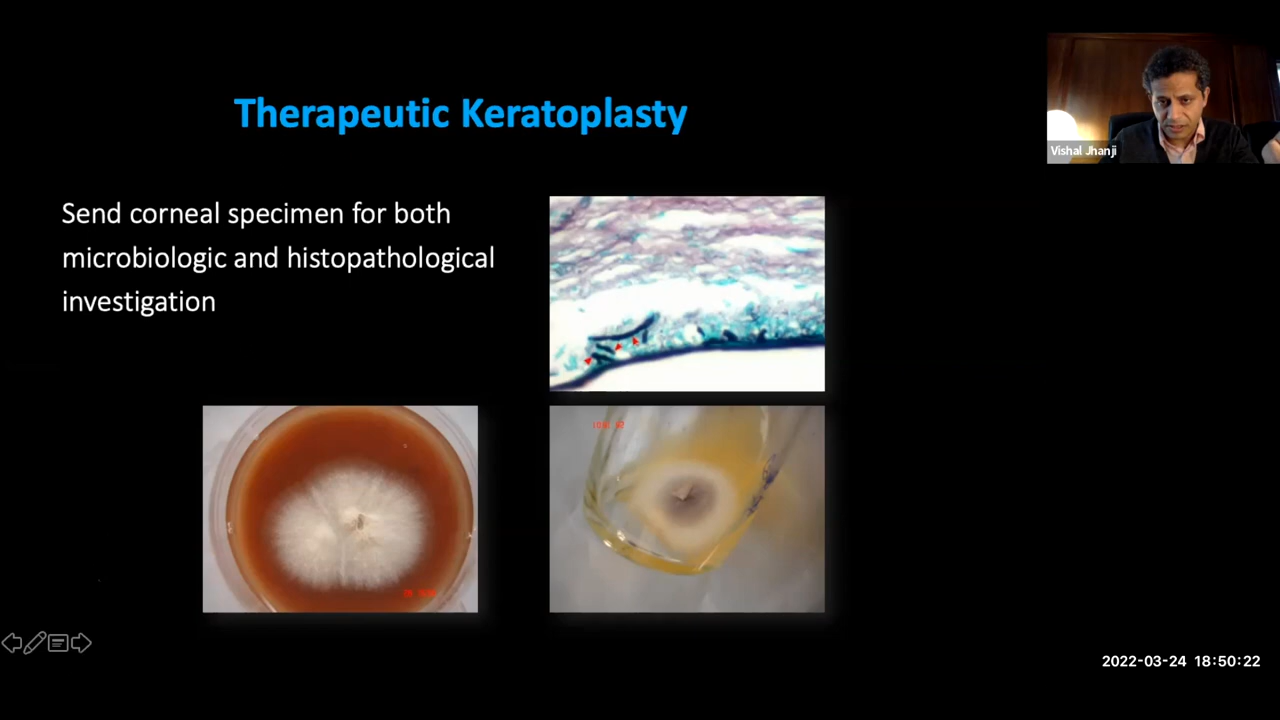 Therapeutic Keratoplasty
Vishal Jhanji
Send corneal specimen for both
microbiologic and histopathological
investigation
2022-03-24 18:50:22